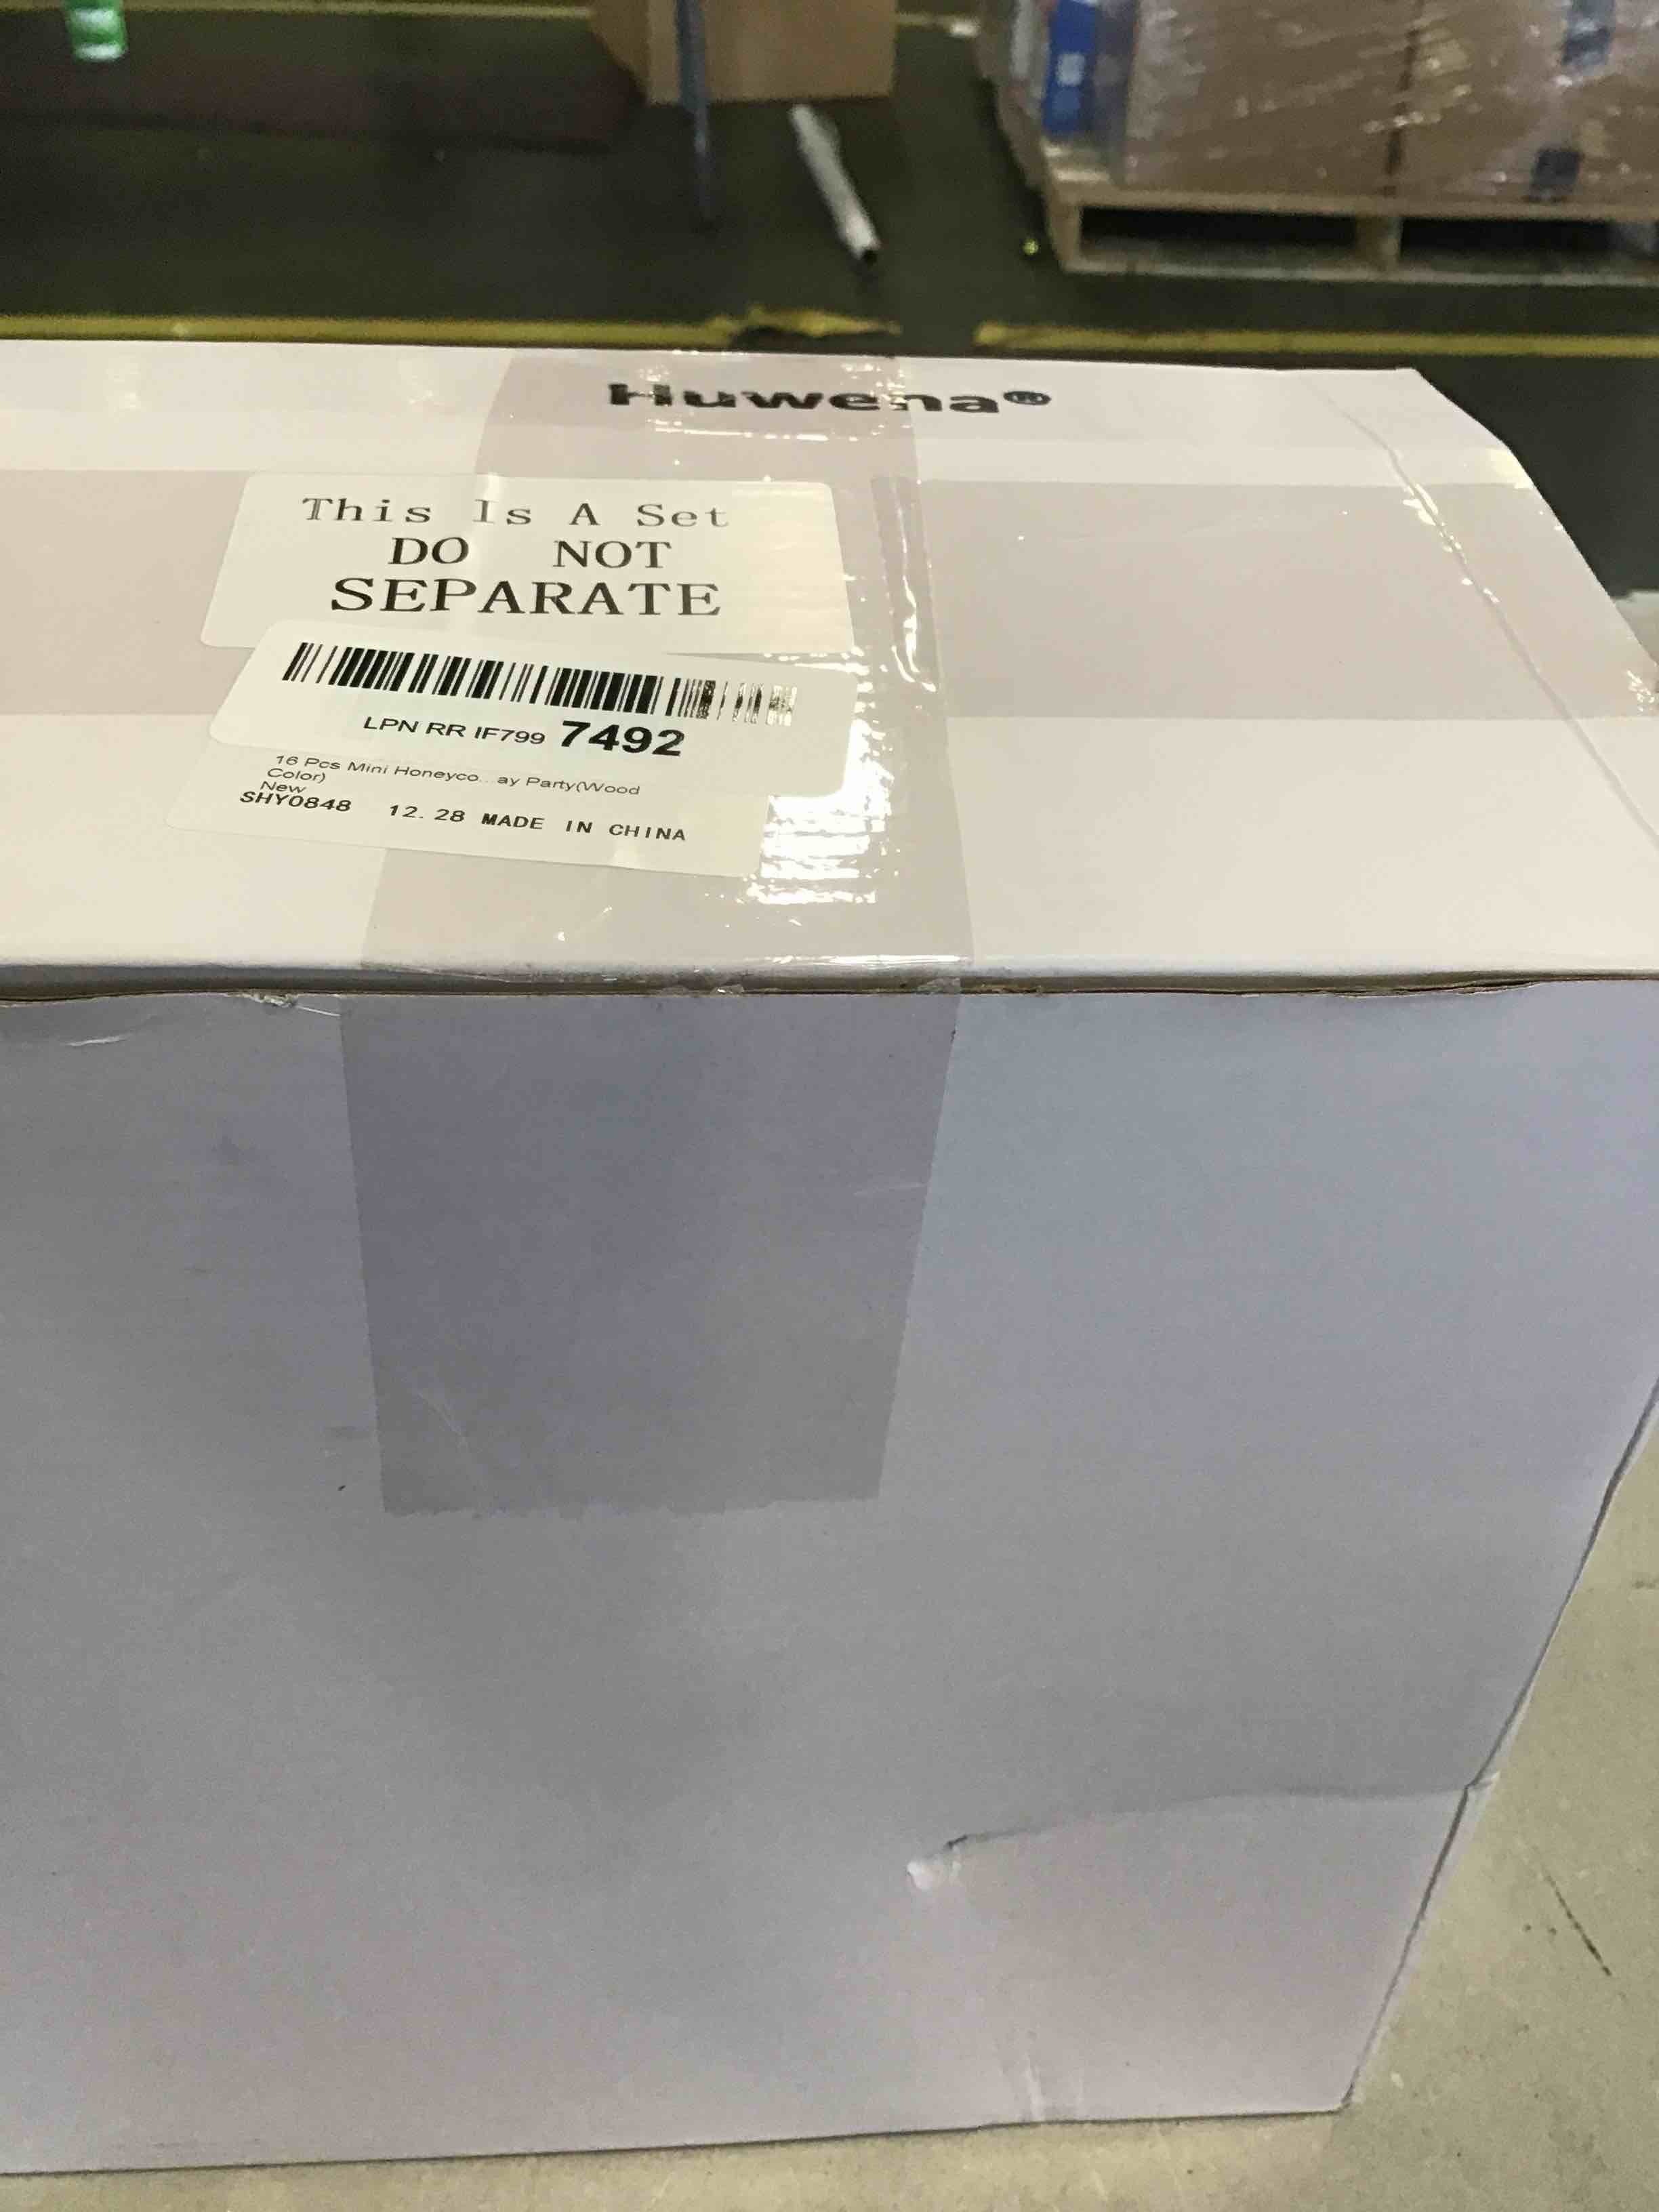 Huwena®
This Is A Set
DO NOT
SEPARATE
LPN RR IF799 7492
16 Pcs Mini Honeyco...ay Party(Wood
Color)
New
SHY0848 12. 28 MADE IN CHINA